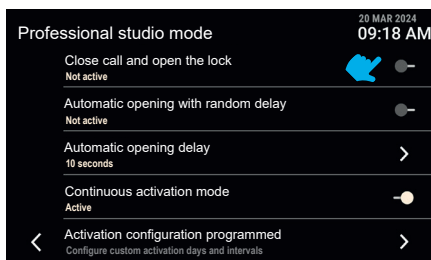 20 MAR 2024
Professional studio mode
09:18 AM
Close call and open the lock
Not active
Automatic opening with random delay
Not active
Automatic opening delay
10 seconds
Continuous activation mode
Active
Activation configuration programmed
Configure custom activation days and intervals